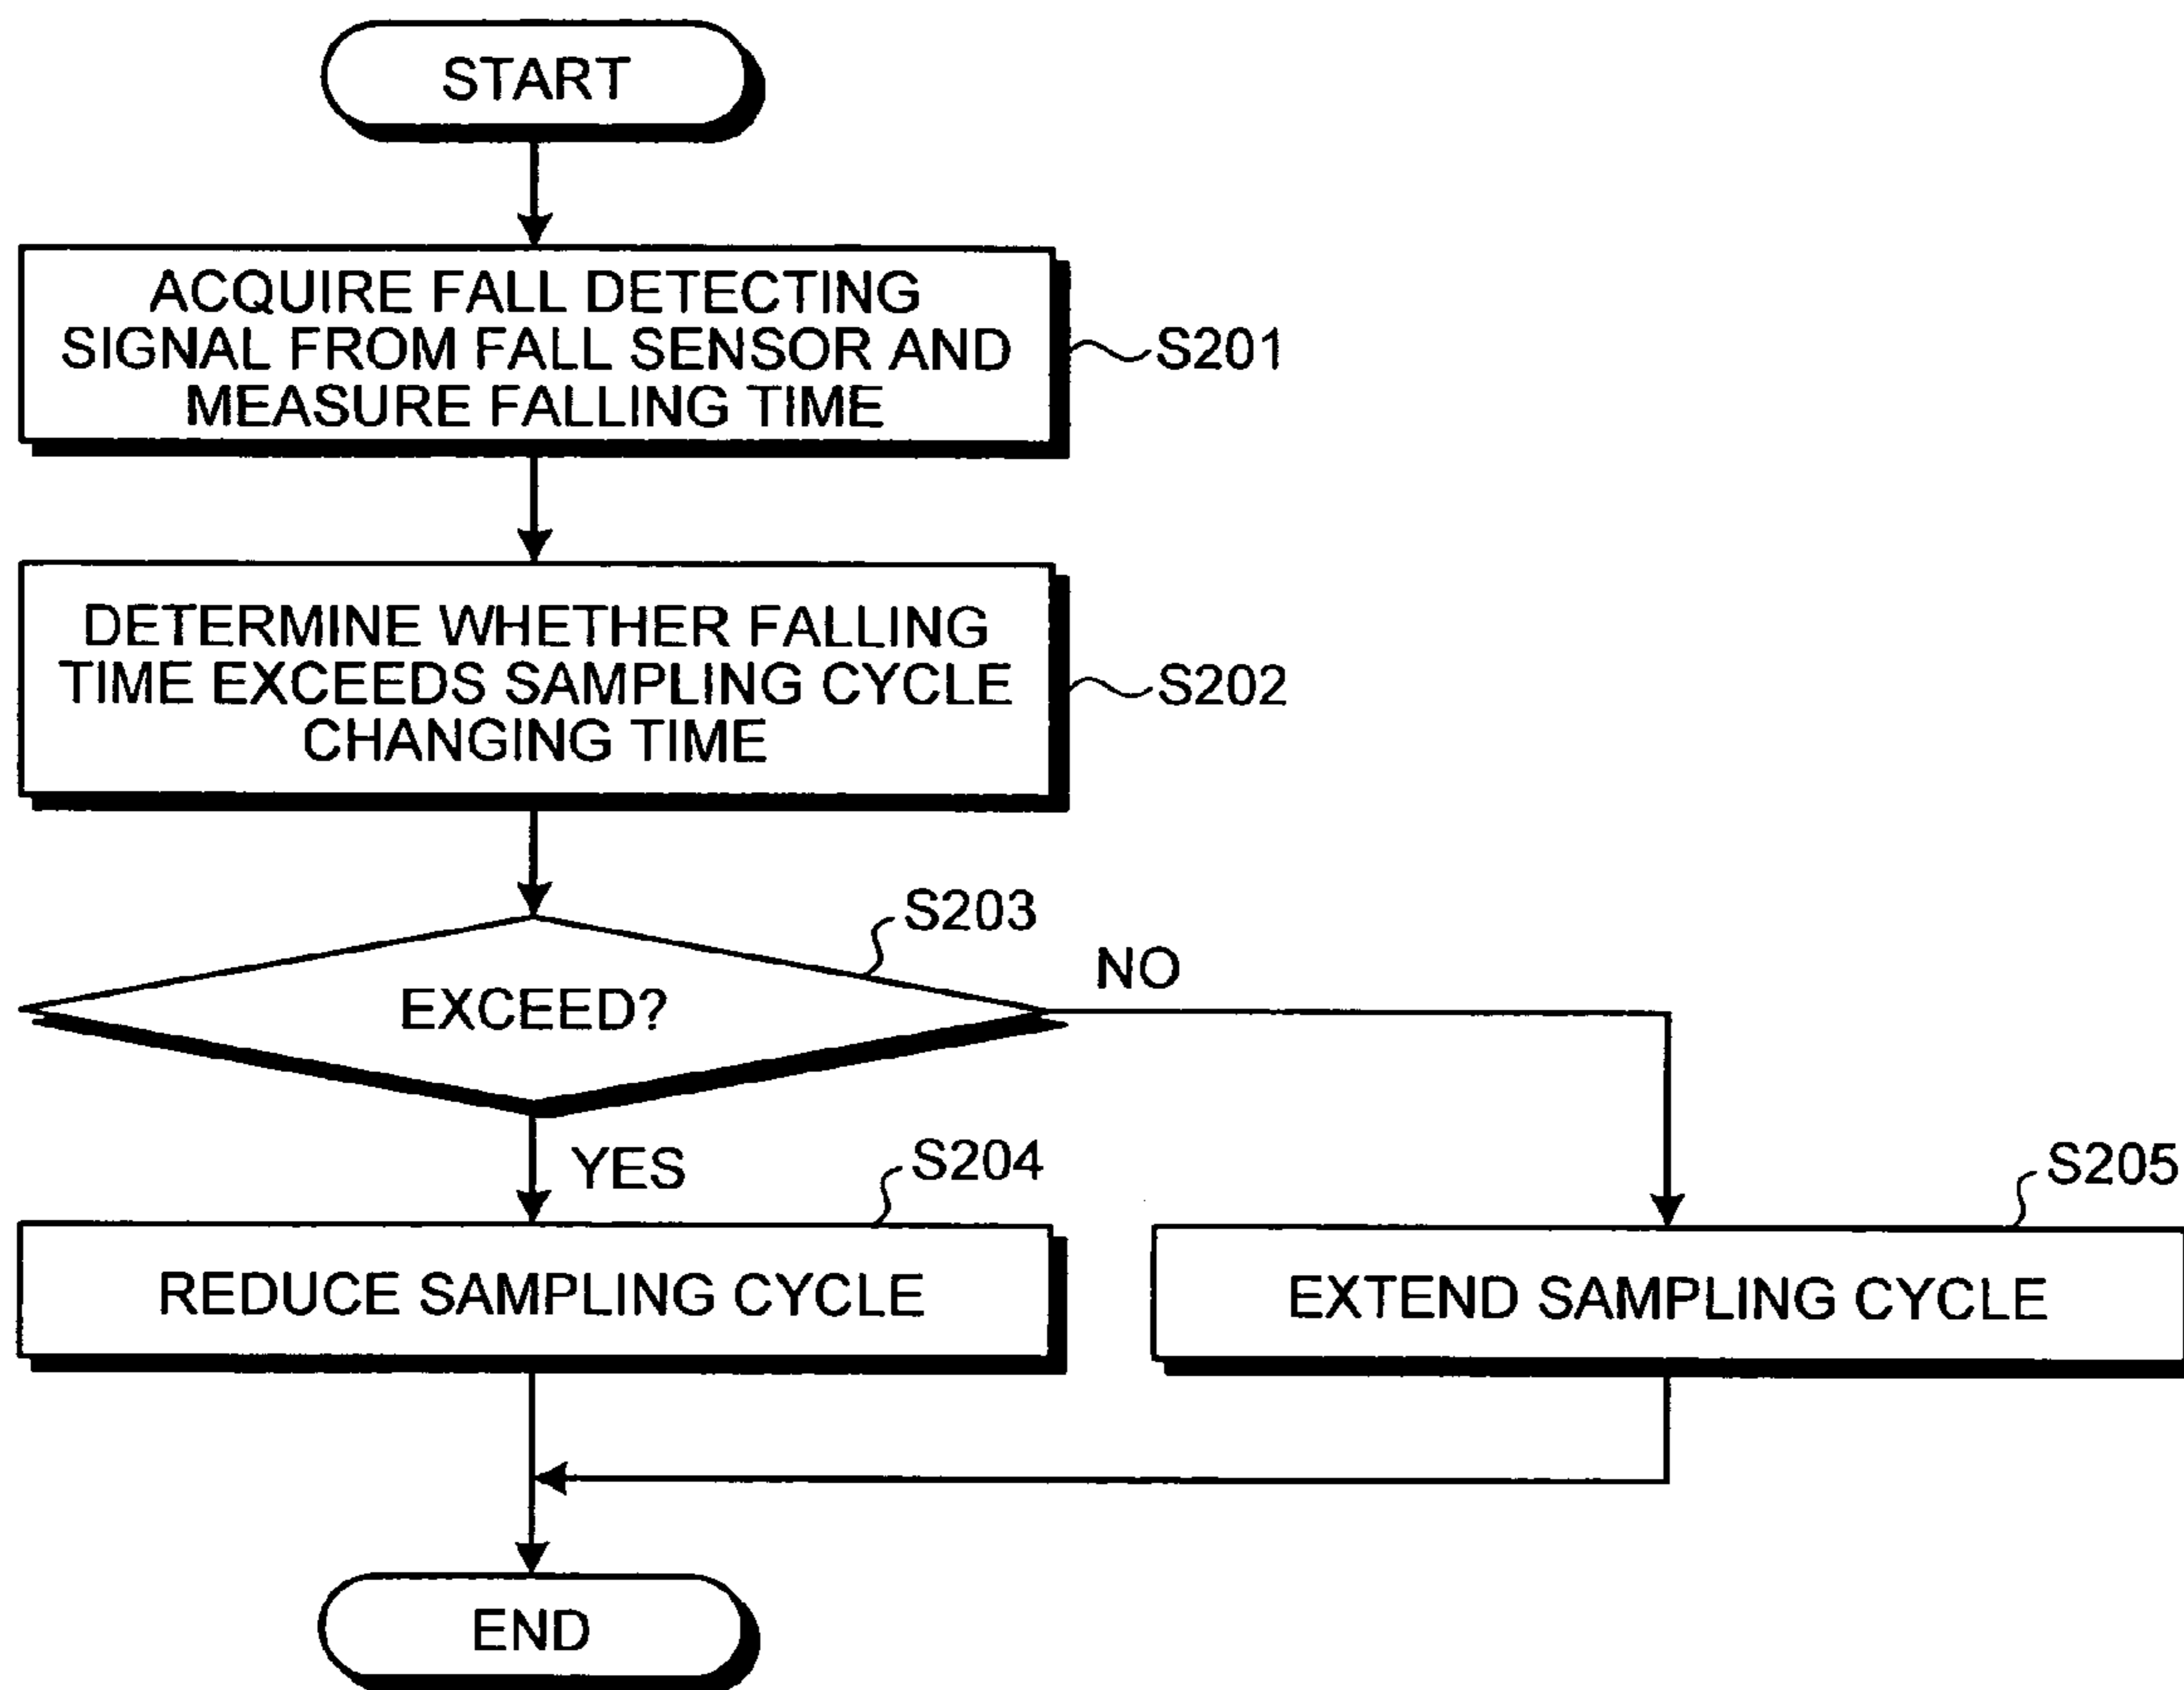 START
ACQUIRE FALL DETECTING
SIGNAL FROM FALL SENSOR AND
MEASURE FALLING TIME
S201
DETERMINE WHETHER FALLING
TIME EXCEEDS SAMPLING CYCLE
CHANGING TIME
S202
S203
EXCEED?
NO
YES
S204
REDUCE SAMPLING CYCLE
S205
EXTEND SAMPLING CYCLE
END